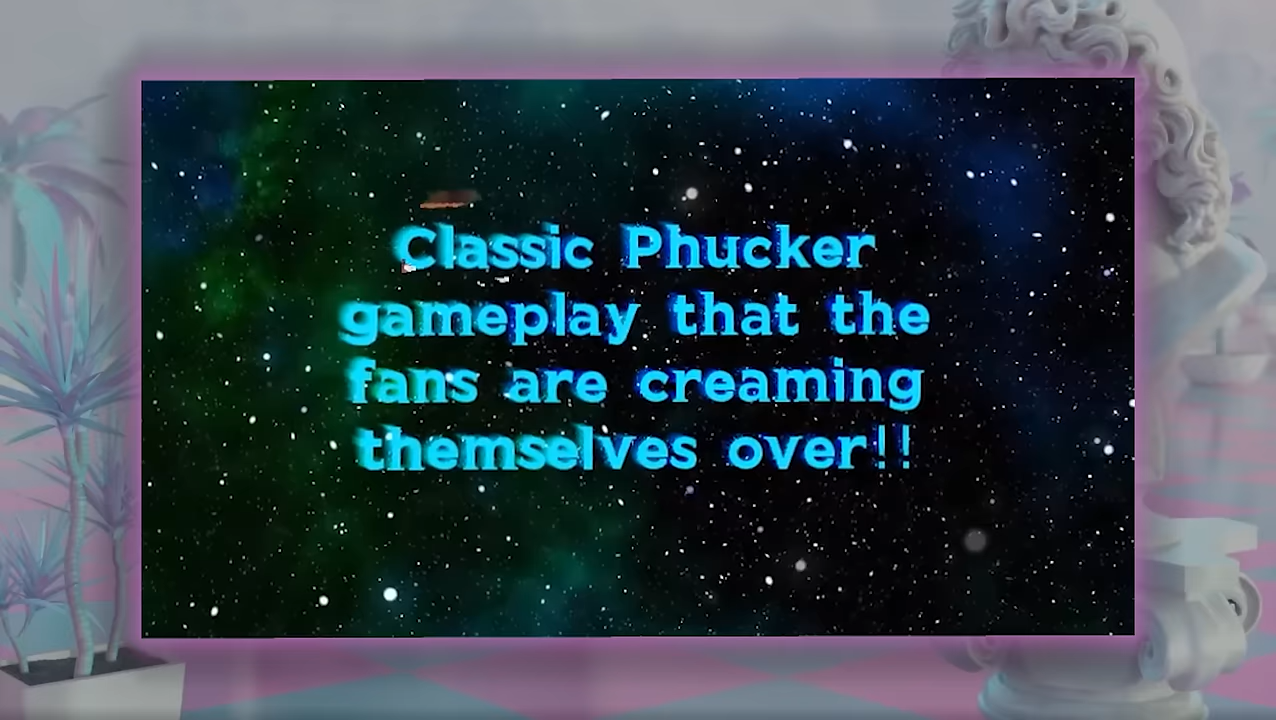 Classic Phucker
gameplay that the
fans are creaming
themselves over!!